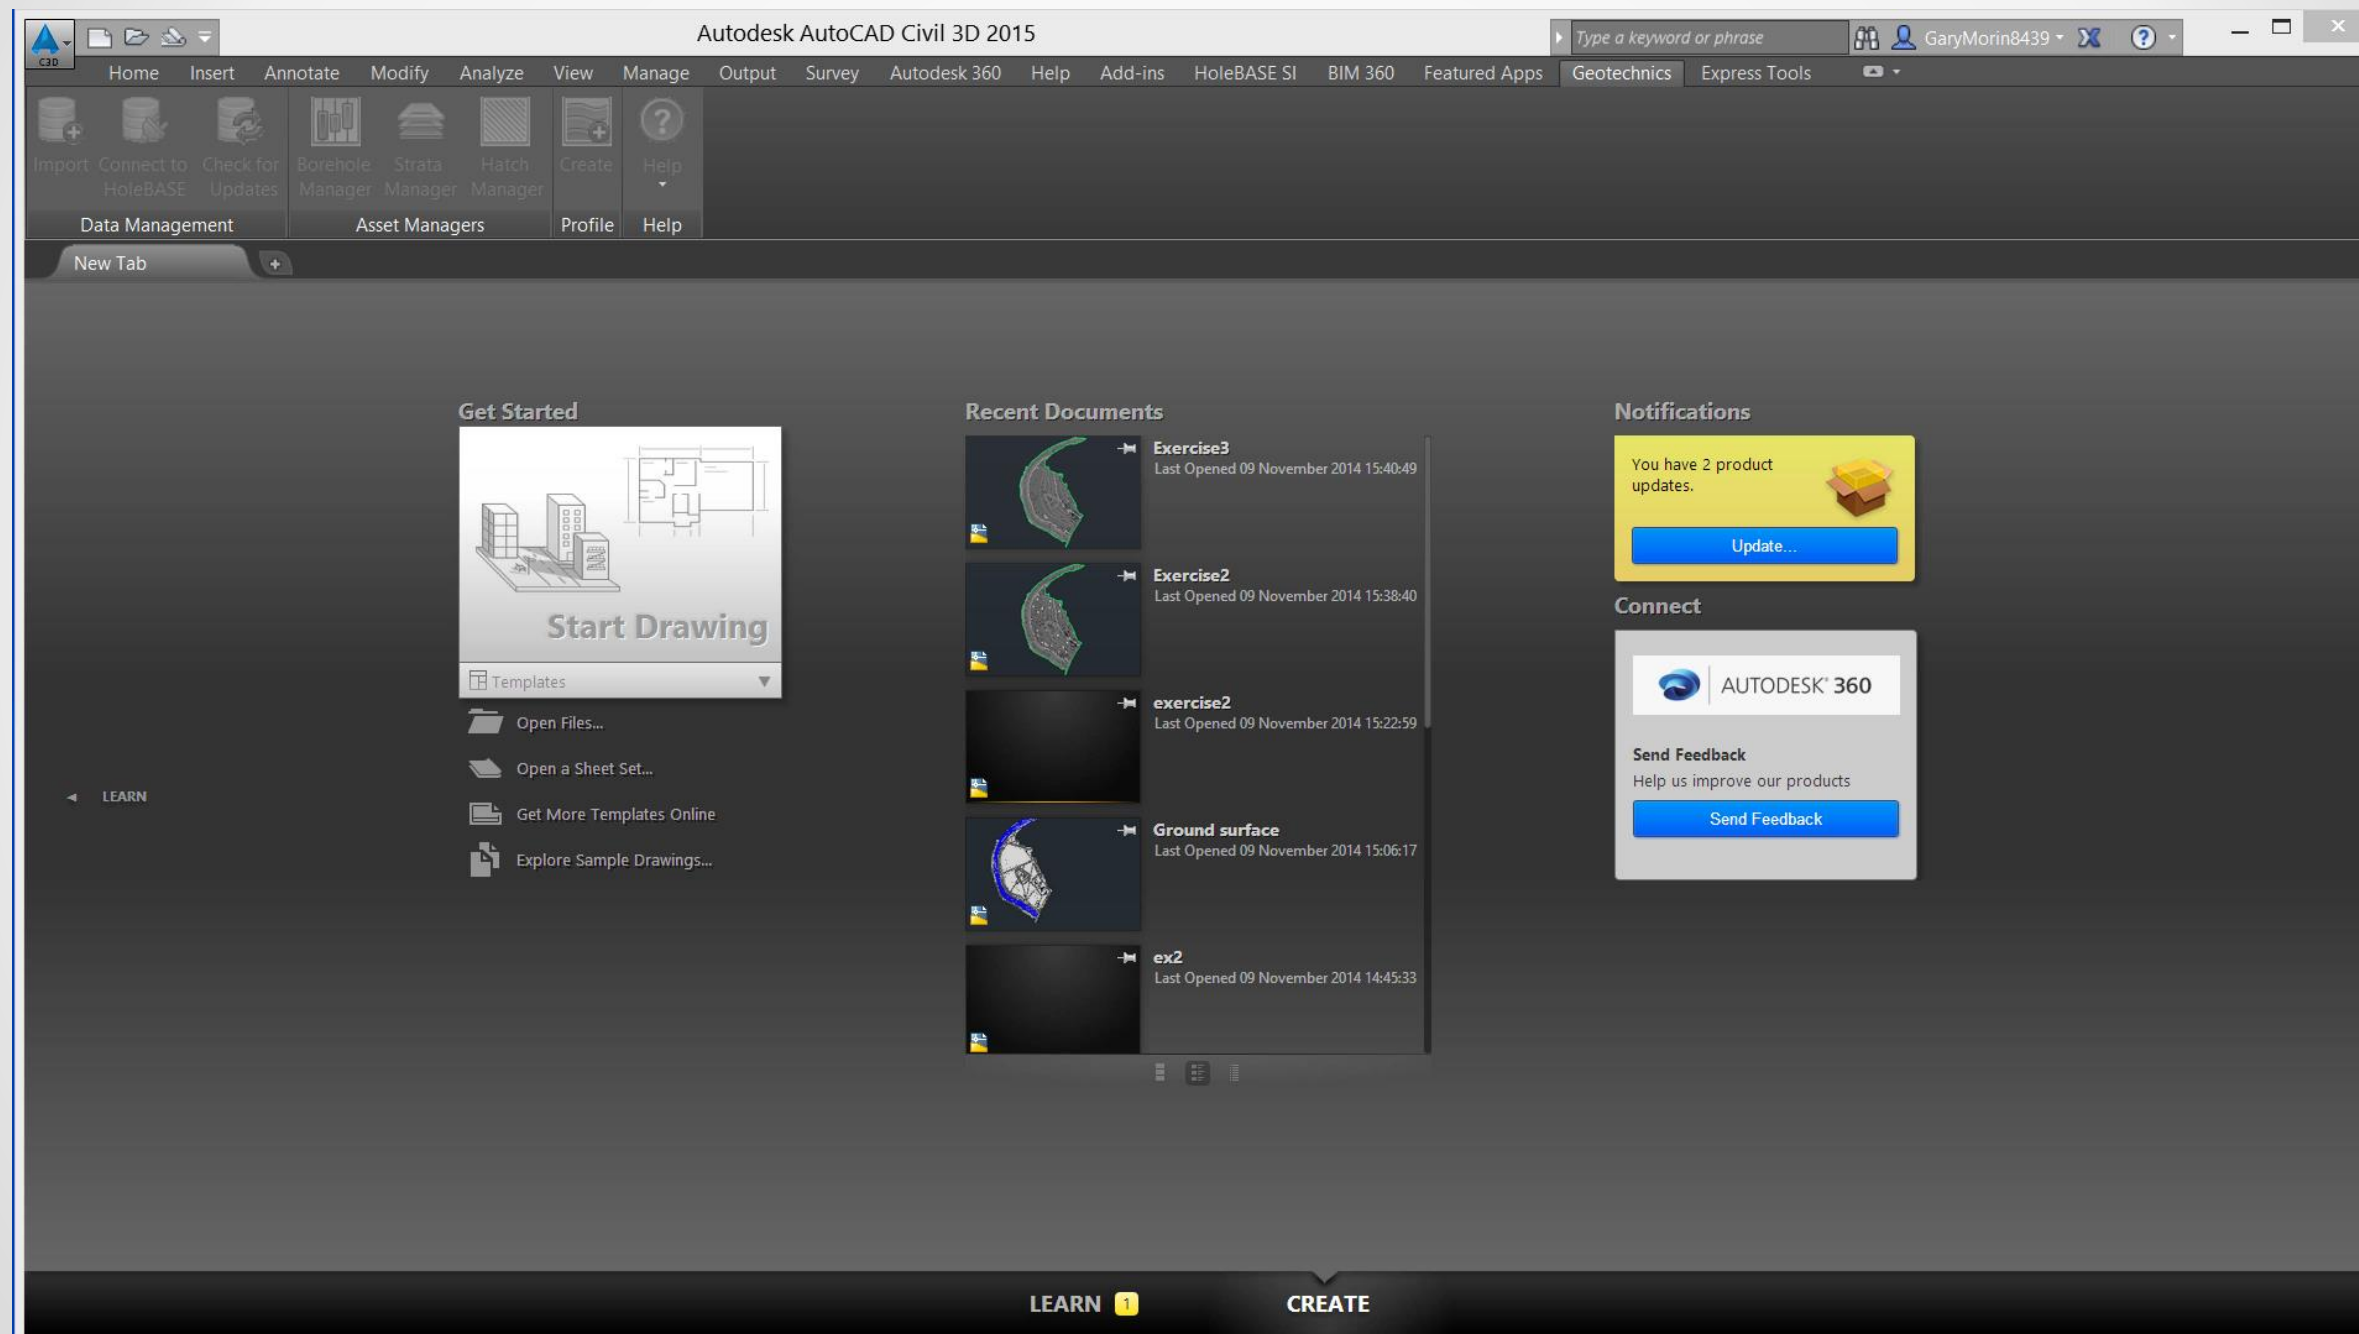 Autodesk AutoCAD Civil 3D 2015
Type a keyword or phrase
GaryMorin8439
C3D
Home Insert Annotate Modify Analyze View Manage Output Survey Autodesk 360 Help Add-ins HoleBASE SI BIM 360 Featured Apps Geotechnics Express Tools
Import Connect to Check for Borehole Strata Hatch Create Help
HoleBASE Updates Manager Manager Manager
Data Management Asset Managers Profile Help
New Tab
Get Started
Start Drawing
Templates
Open Files...
Open a Sheet Set...
Get More Templates Online
Explore Sample Drawings...
LEARN
Recent Documents
Exercise3
Last Opened 09 November 2014 15:40:49
Exercise2
Last Opened 09 November 2014 15:38:40
exercise2
Last Opened 09 November 2014 15:22:59
Ground surface
Last Opened 09 November 2014 15:06:17
ex2
Last Opened 09 November 2014 14:45:33
Notifications
You have 2 product
updates.
Update...
Connect
AUTODESK® 360
Send Feedback
Help us improve our products
Send Feedback
LEARN 1 CREATE